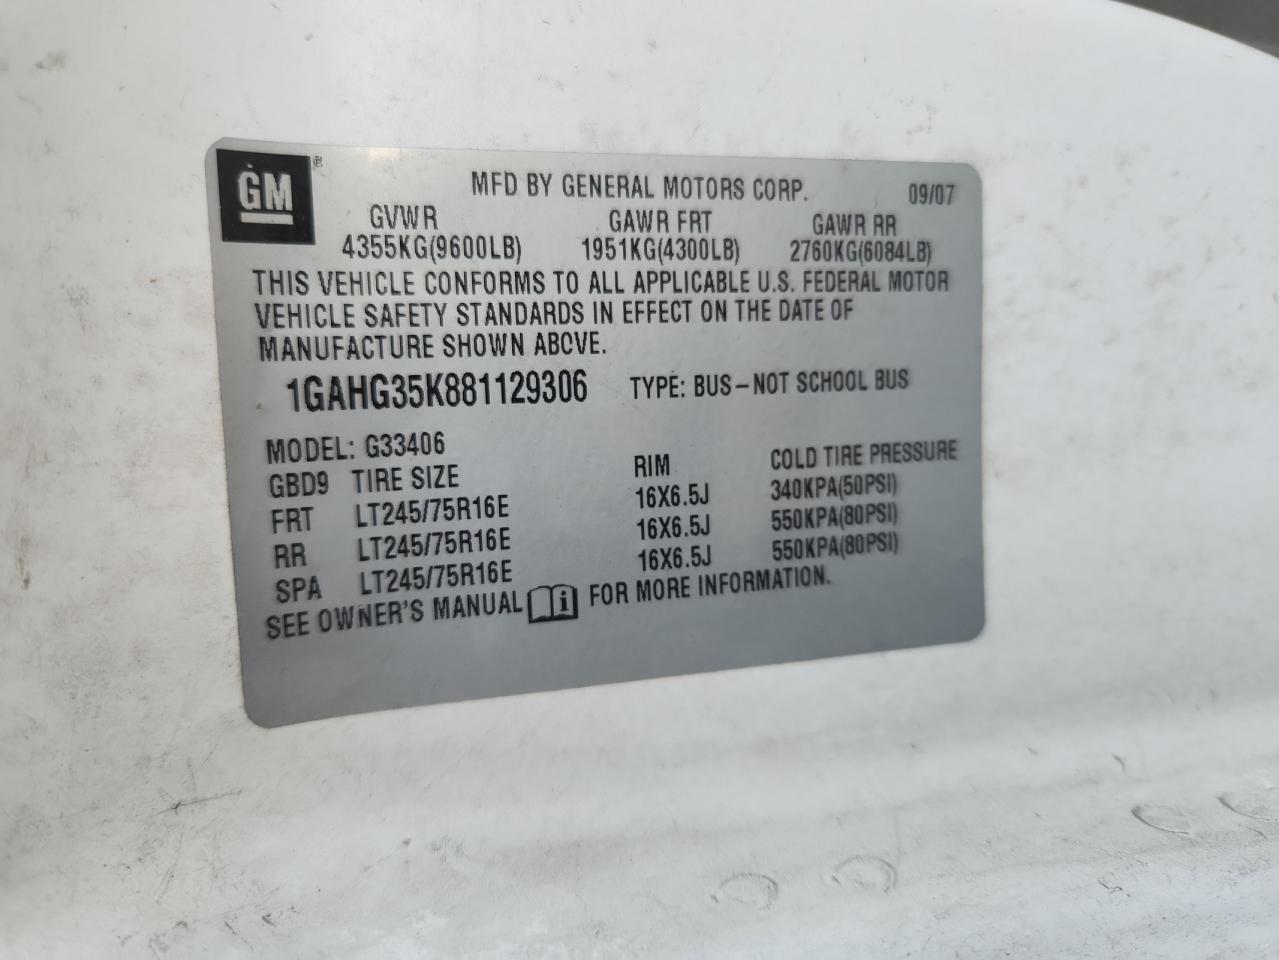 GM
MFD BY GENERAL MOTORS CORP. 09/07
GVWR GAWR FRT GAWR RR
4355KG(9600LB) 1951KG(4300LB) 2760KG(6084LB)
THIS VEHICLE CONFORMS TO ALL APPLICABLE U.S. FEDERAL MOTOR
VEHICLE SAFETY STANDARDS IN EFFECT ON THE DATE OF
MANUFACTURE SHOWN ABOVE.
1GAHG35K881129306 TYPE: BUS-NOT SCHOOL BUS
MODEL: G33406
GBD9 TIRE SIZE RIM COLD TIRE PRESSURE
FRT LT245/75R16E 16X6.5J 340KPA(50PSI)
RR LT245/75R16E 16X6.5J 550KPA(80PSI)
SPA LT245/75R16E 16X6.5J 550KPA(80PSI)
SEE OWNER'S MANUAL i FOR MORE INFORMATION.